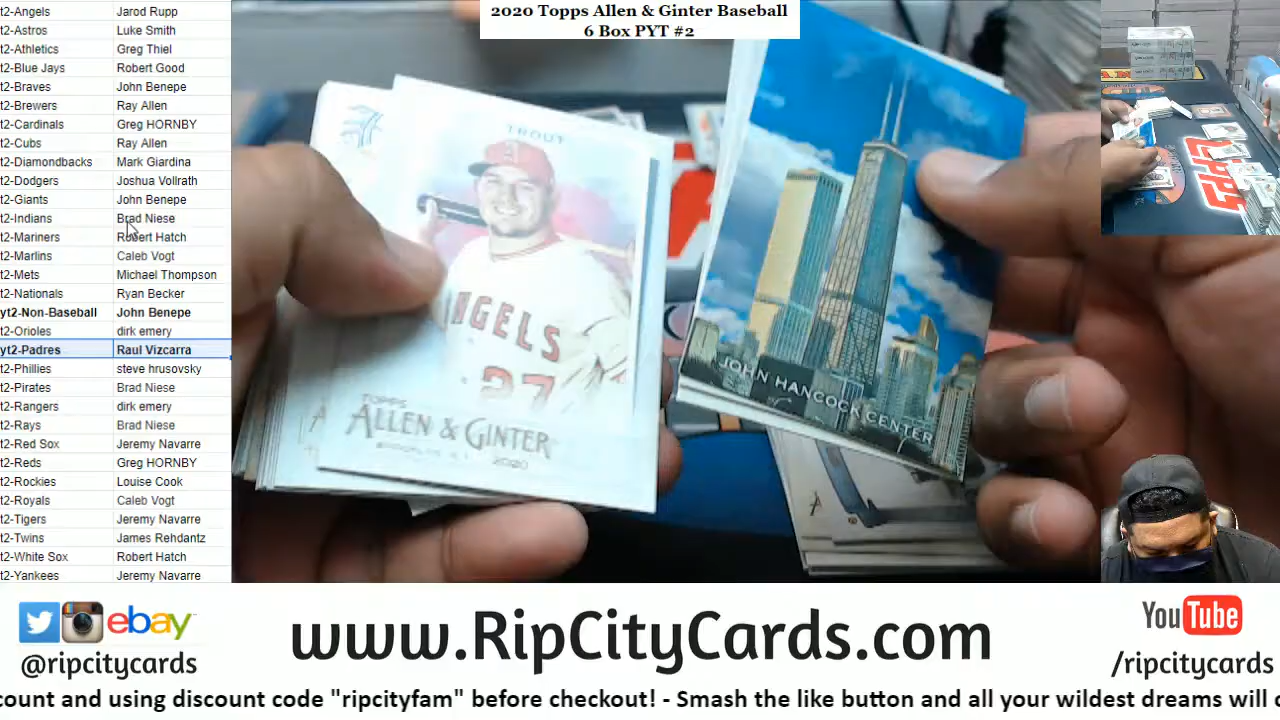 2020 Topps Allen & Ginter Baseball
6 Box PYT #2
t2-Angels Jarod Rupp
t2-Astros Luke Smith
t2-Athletics Greg Thiel
t2-Blue Jays Robert Good
t2-Braves John Benepe
t2-Brewers Ray Allen
t2-Cardinals Greg HORNBY
t2-Cubs Ray Allen
t2-Diamondbacks Mark Giardina
t2-Dodgers Joshua Vollrath
t2-Giants John Benepe
t2-Indians Brad Niese
t2-Mariners Robert Hatch
t2-Marlins Caleb Vogt
t2-Mets Michael Thompson
t2-Nationals Ryan Becker
yt2-Non-Baseball John Benepe
t2-Orioles dirk emery
yt2-Padres Raul Vizcarra
t2-Phillies steve hrusovsky
t2-Pirates Brad Niese
t2-Rangers dirk emery
t2-Rays Brad Niese
t2-Red Sox Jeremy Navarre
t2-Reds Greg HORNBY
t2-Rockies Louise Cook
t2-Royals Caleb Vogt
t2-Tigers Jeremy Navarre
t2-Twins James Rehdantz
t2-White Sox Robert Hatch
t2-Yankees Jeremy Navarre
TROUT
ANGELS
27
TOPPS
ALLEN & GINTER
2020
JOHN HANCOCK CENTER
RIPPS
ebay
@ripcitycards
www.RipCityCards.com
YouTube
/ripcitycards
count and using discount code "ripcityfam" before checkout! - Smash the like button and all your wildest dreams will c